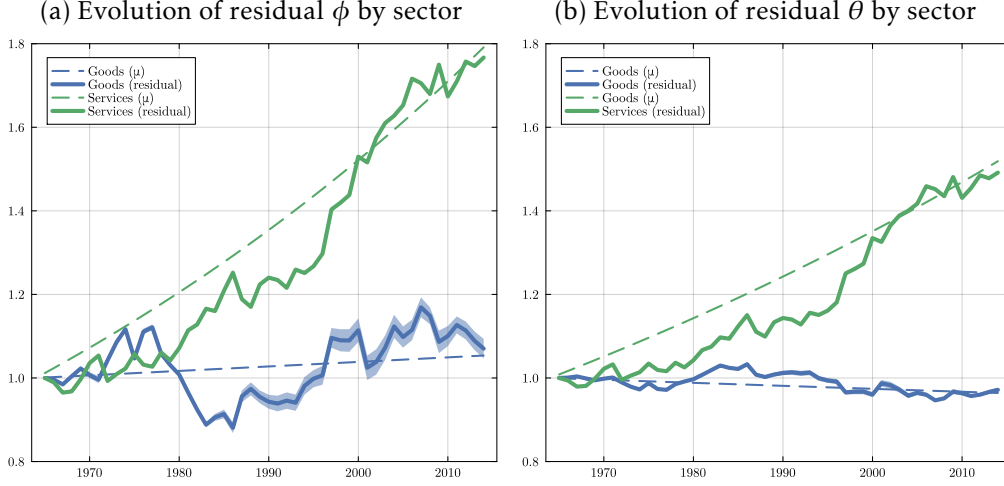 (a) Evolution of residual ϕ by sector
1.8
1.6
1.4
1.2
1.0
0.8
1970
1980
1990
2000
2010
Goods (μ)
Goods (residual)
Services (μ)
Services (residual)
(b) Evolution of residual θ by sector
1.8
1.6
1.4
1.2
1.0
0.8
1970
1980
1990
2000
2010
Goods (μ)
Goods (residual)
Goods (μ)
Services (residual)